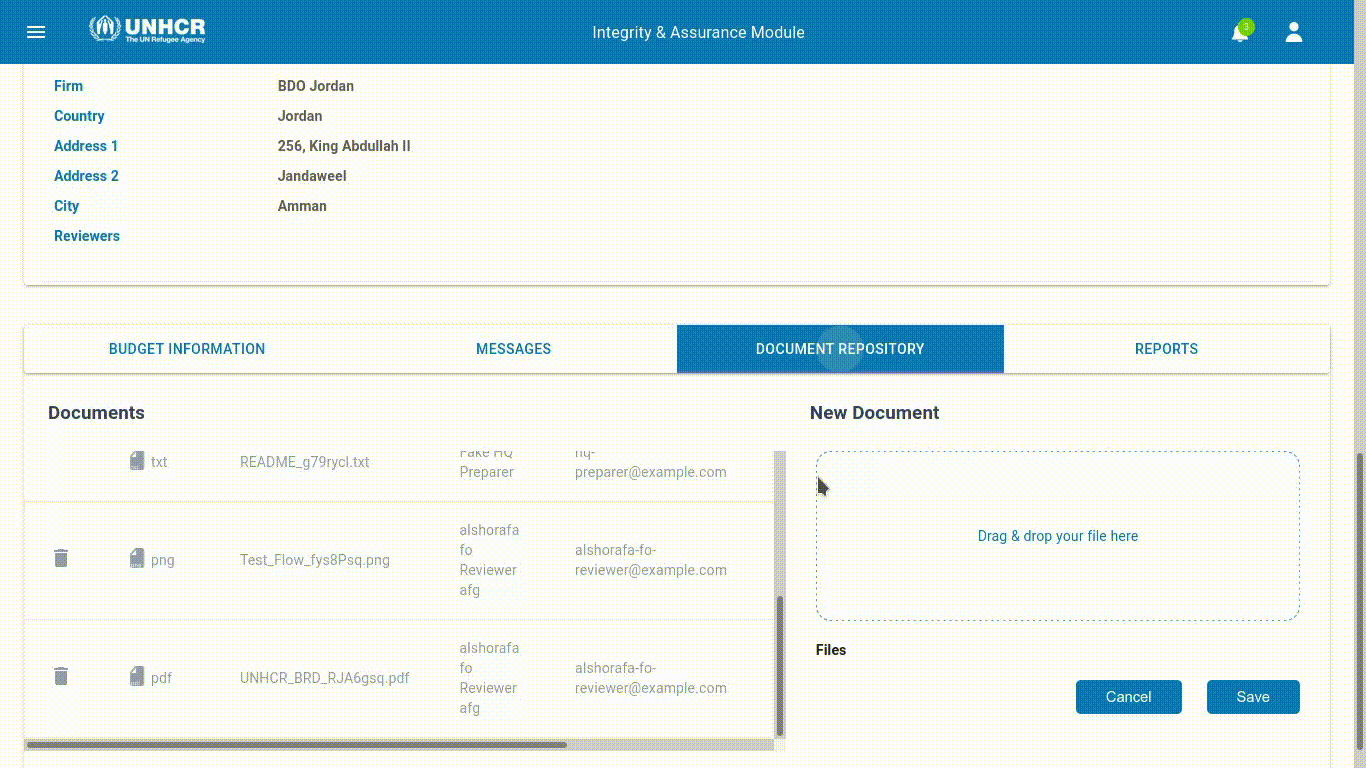 UNHCR
The UN Refugee Agency
Integrity & Assurance Module
3
Firm BDO Jordan
Country Jordan
Address 1 256, King Abdullah II
Address 2 Jandaweel
City Amman
Reviewers
BUDGET INFORMATION MESSAGES DOCUMENT REPOSITORY REPORTS
Documents
New Document
Fake HQ
Preparer
hq-
preparer@example.com
txt README_g79rycl.txt
alshorafa
fo
Reviewer
afg
png Test_Flow_fys8Psq.png
alshorafa-fo-
reviewer@example.com
alshorafa
fo
Reviewer
afg
pdf UNHCR_BRD_RJA6gsq.pdf
alshorafa-fo-
reviewer@example.com
Drag & drop your file here
Files
Cancel Save